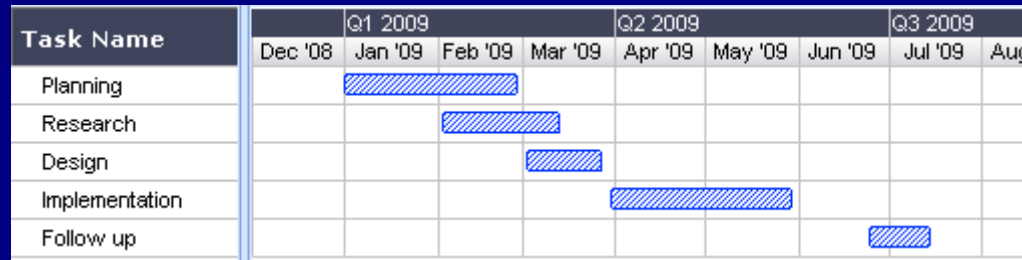 Task Name
Q1 2009 Q2 2009 Q3 2009
Dec '08 Jan '09 Feb '09 Mar '09 Apr '09 May '09 Jun '09 Jul '09 Aug
Planning
Research
Design
Implementation
Follow up